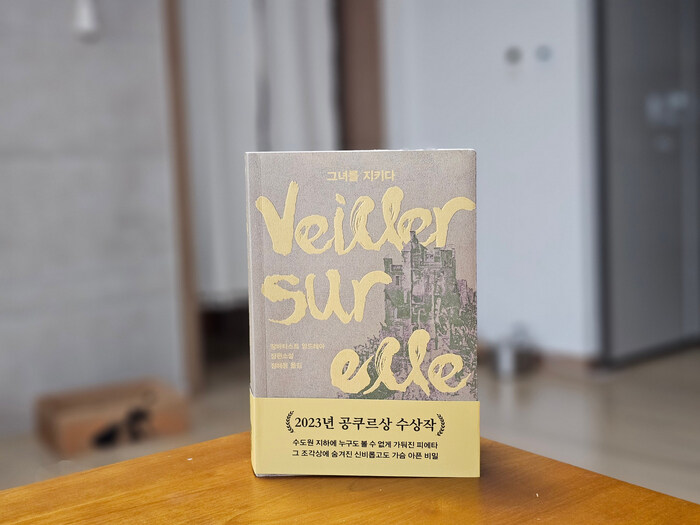 그녀를 지키다
Veiller
sur
elle
장바티스트 앙드레아
장편소설
정혜용 옮김
2023년 공쿠르상 수상작
수도원 지하에 누구도 볼 수 없게 가둬진 피에타
그 조각상에 숨겨진 신비롭고도 가슴 아픈 비밀